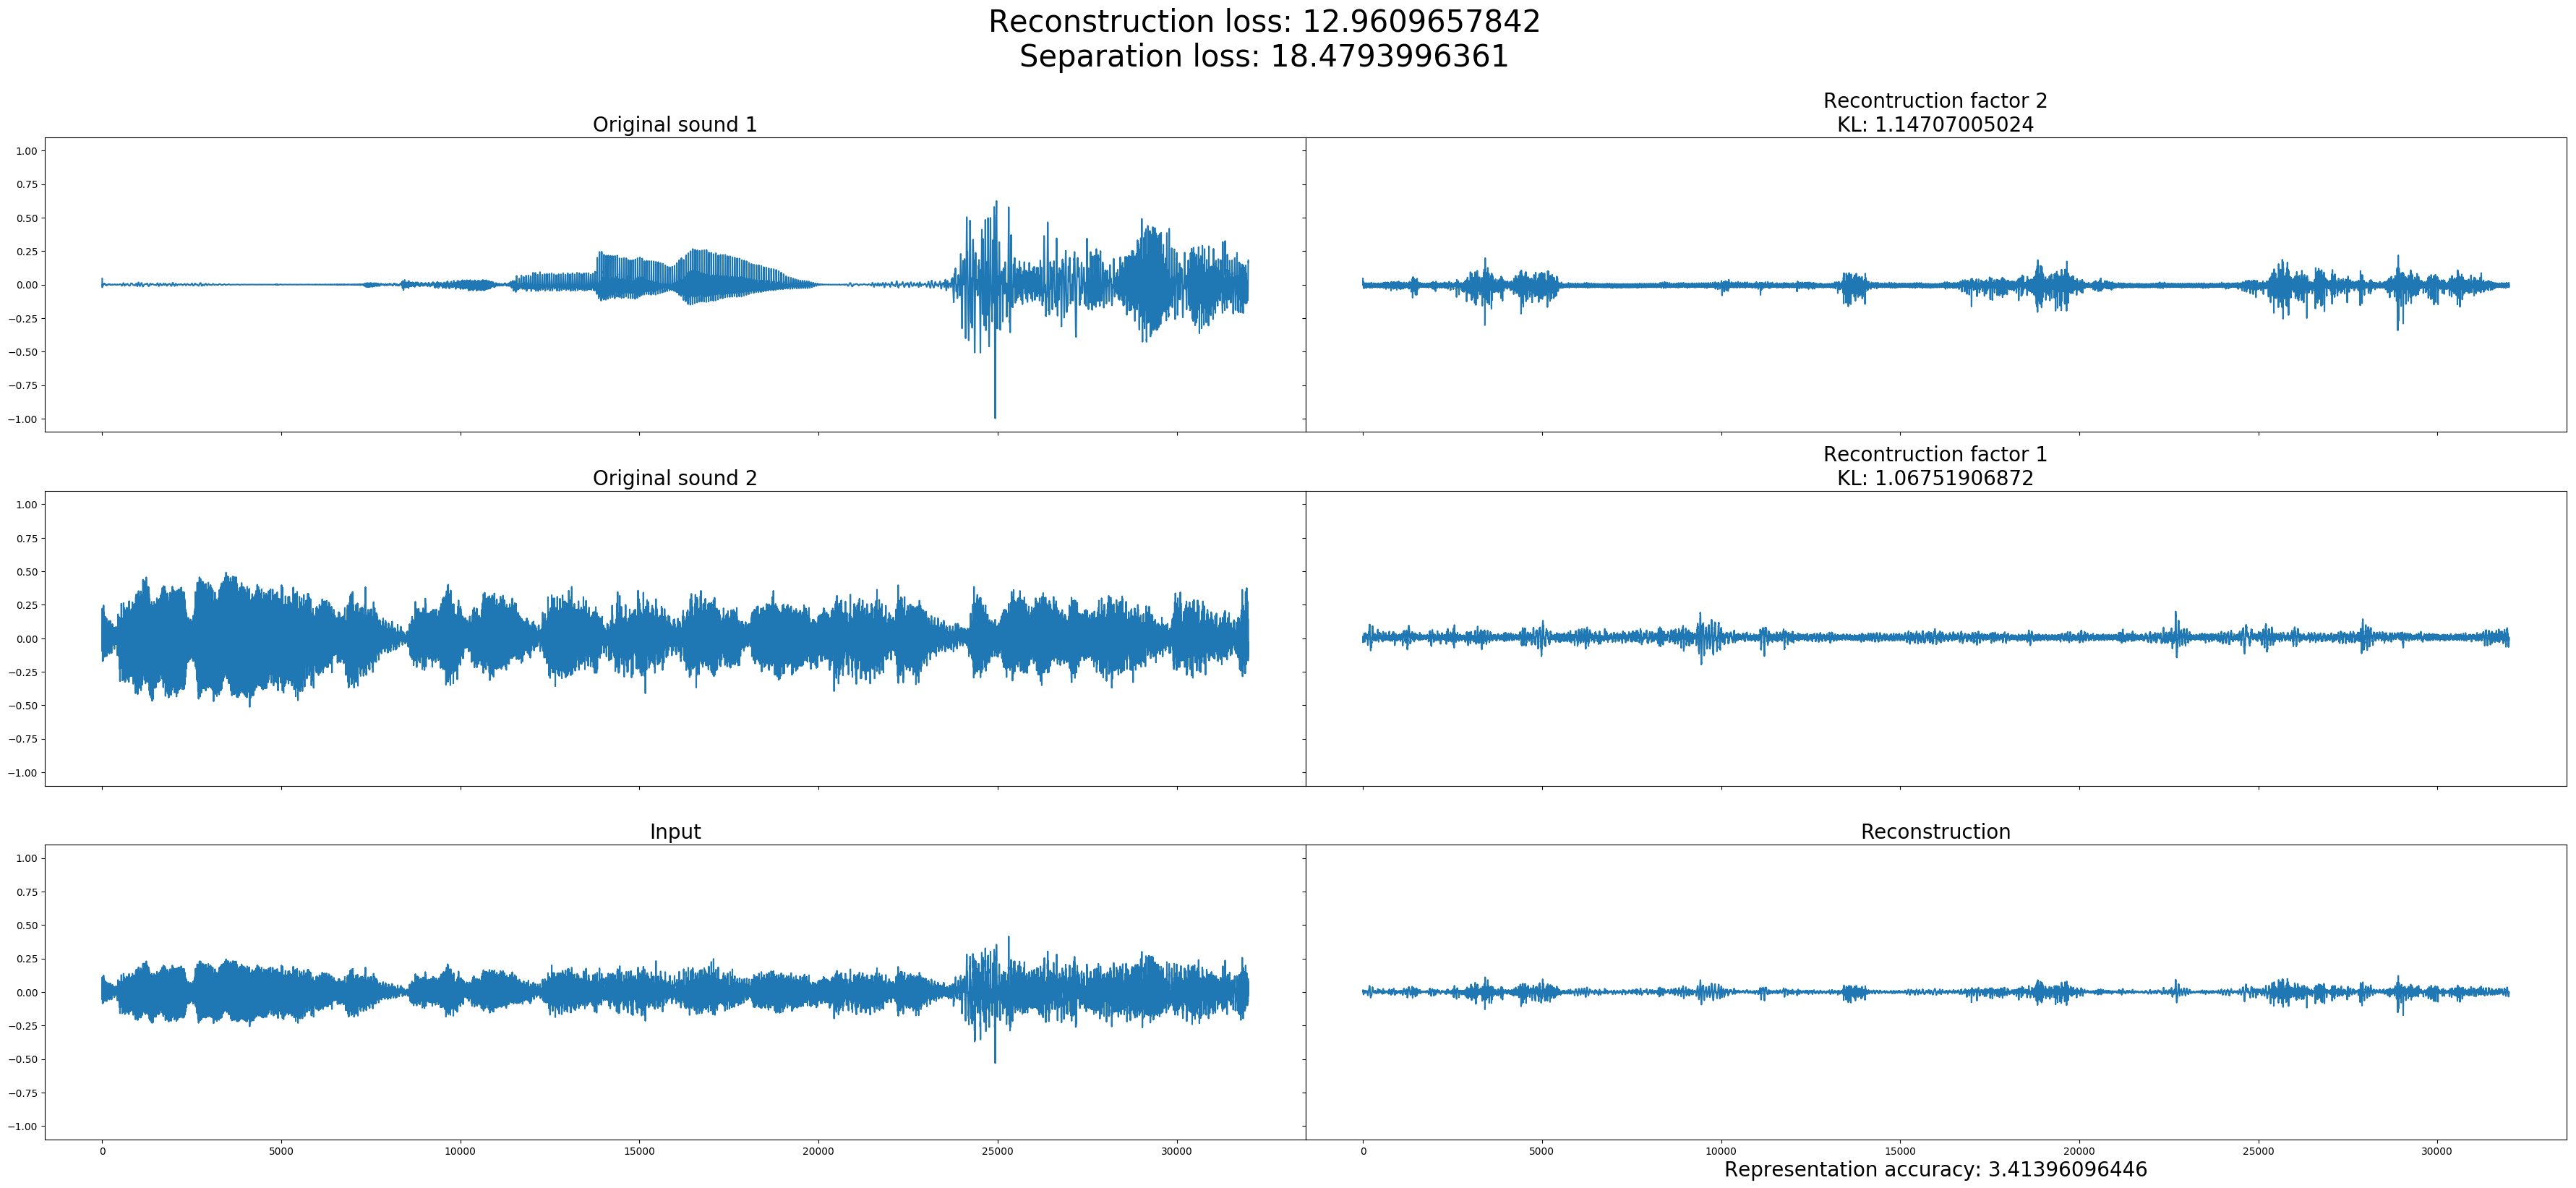 Reconstruction loss: 12.9609657842
Separation loss: 18.4793996361
Original sound 1
Recontruction factor 2
KL: 1.14707005024
1.00
0.75
0.50
0.25
0.00
−0.25
−0.50
−0.75
−1.00
Original sound 2
Recontruction factor 1
KL: 1.06751906872
1.00
0.75
0.50
0.25
0.00
−0.25
−0.50
−0.75
−1.00
Input
Reconstruction
1.00
0.75
0.50
0.25
0.00
−0.25
−0.50
−0.75
−1.00
0 5000 10000 15000 20000 25000 30000
0 5000 10000 15000 20000 25000 30000
Representation accuracy: 3.41396096446